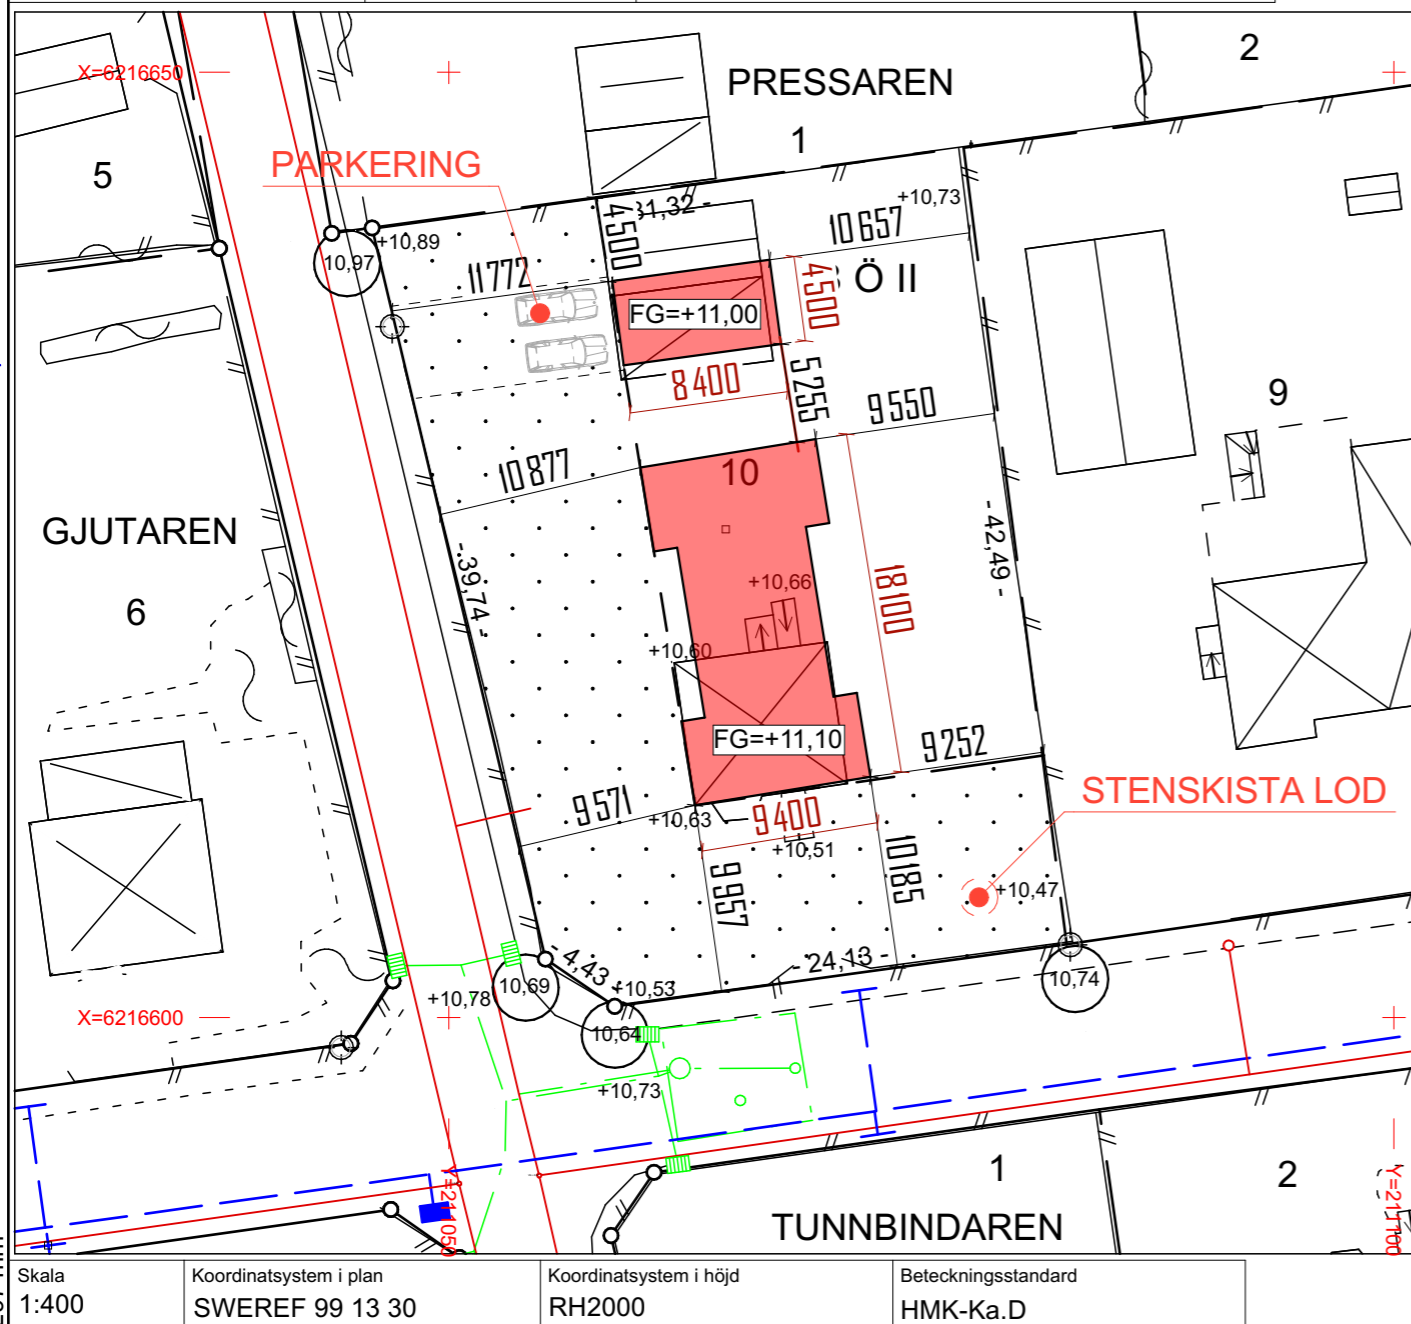 X=6216650
PRESSAREN
2
1
PARKERING
5
+10,73
4500
31,32 -
10657
+10,89
10,97
11772
Ö II
4500
FG=+11,00
8400
5255
9550
9
10877
10
GJUTAREN
- 42,49 -
- 39,74 -
18100
+10,66
6
+10,60
FG=+11,10
9252
STENSKISTA LOD
9571
+10,63
9400
+10,51
9957
10185
+10,47
- 4,43 -
- 24,13 -
+10,78
10,69
+10,53
10,74
X=6216600
10,64
+10,73
1
2
Y=211050
Y=211100
TUNNBINDAREN
Skala
1:400
Koordinatsystem i plan
SWEREF 99 13 30
Koordinatsystem i höjd
RH2000
Beteckningsstandard
HMK-Ka.D